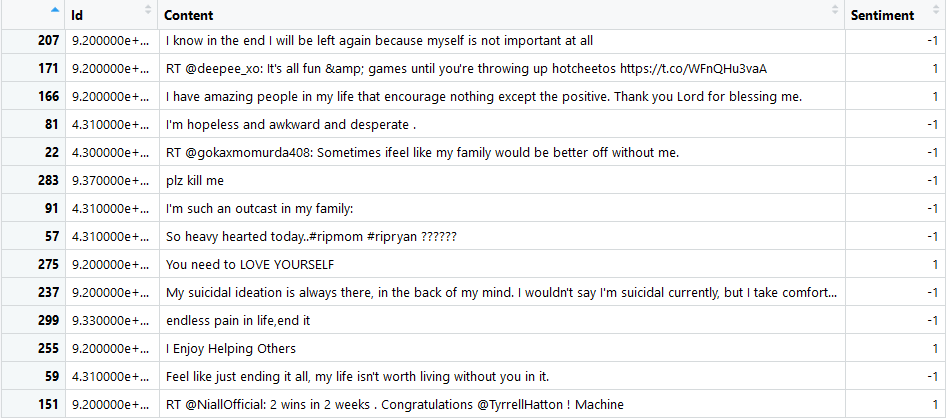 Id Content Sentiment
207 9.200000e+... I know in the end I will be left again because myself is not important at all -1
171 9.200000e+... RT @deepee_xo: It's all fun &amp; games until you're throwing up hotcheetos https://t.co/WFnQHu3vaA 1
166 9.200000e+... I have amazing people in my life that encourage nothing except the positive. Thank you Lord for blessing me. 1
81 4.310000e+... I'm hopeless and awkward and desperate . -1
22 4.300000e+... RT @gokaxmomurda408: Sometimes ifeel like my family would be better off without me. -1
283 9.370000e+... plz kill me -1
91 4.310000e+... I'm such an outcast in my family: -1
57 4.310000e+... So heavy hearted today..#ripmom #ripryan ?????? -1
275 9.200000e+... You need to LOVE YOURSELF 1
237 9.200000e+... My suicidal ideation is always there, in the back of my mind. I wouldn't say I'm suicidal currently, but I take comfort... -1
299 9.330000e+... endless pain in life,end it -1
255 9.200000e+... I Enjoy Helping Others 1
59 4.310000e+... Feel like just ending it all, my life isn't worth living without you in it. -1
151 9.200000e+... RT @NiallOfficial: 2 wins in 2 weeks . Congratulations @TyrrellHatton ! Machine 1